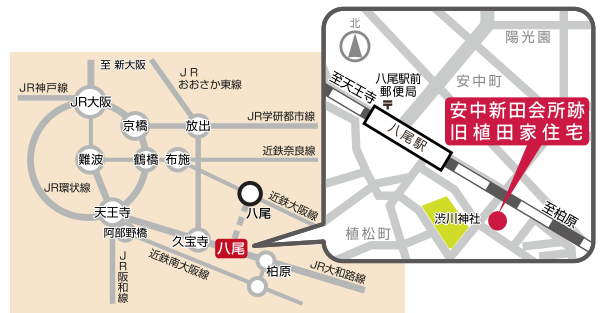 至 新大阪
JR
おおさか東線
JR神戸線
JR大阪
京橋
放出
JR学研都市線
難波
鶴橋
布施
近鉄奈良線
JR環状線
八尾
近鉄大阪線
天王寺
阿部野橋
久宝寺
八尾
近鉄南大阪線
柏原
JR大和路線
JR阪和線
北
陽光園
至天王寺
八尾駅前
郵便局
安中町
安中新田会所跡
旧植田家住宅
八尾駅
渋川神社
至柏原
植松町